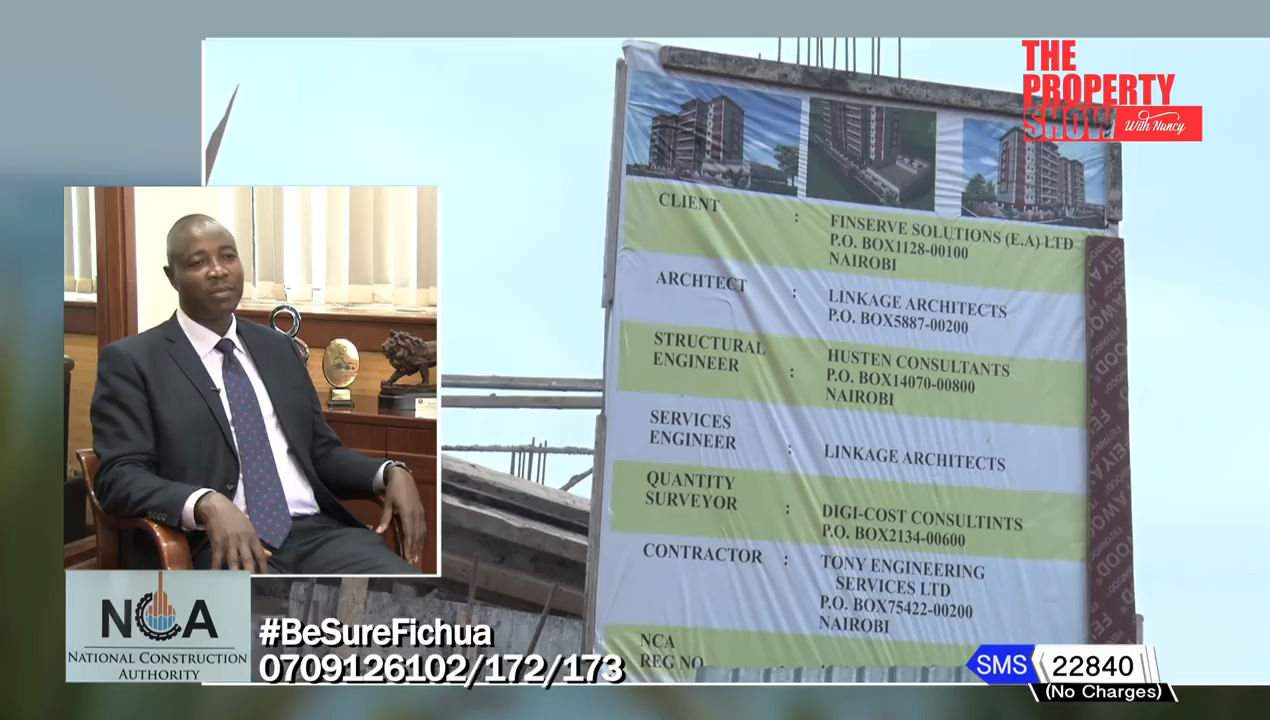 THE
PROPERTY
SHOW
With Nancy
CLIENT : FINSERVE SOLUTIONS (E.A) LTD
P.O. BOX1128-00100
NAIROBI
ARCHTECT : LINKAGE ARCHITECTS
P.O. BOX5887-00200
STRUCTURAL ENGINEER : HUSTEN CONSULTANTS
P.O. BOX14070-00800
NAIROBI
SERVICES
ENGINEER : LINKAGE ARCHITECTS
QUANTITY
SURVEYOR : DIGI-COST CONSULTINTS
P.O. BOX2134-00600
CONTRACTOR : TONY ENGINEERING
SERVICES LTD
P.O. BOX75422-00200
NAIROBI
NCA
REG NO :
NCA
NATIONAL CONSTRUCTION
AUTHORITY
#BeSureFichua
0709126102/172/173
SMS 22840
(No Charges)